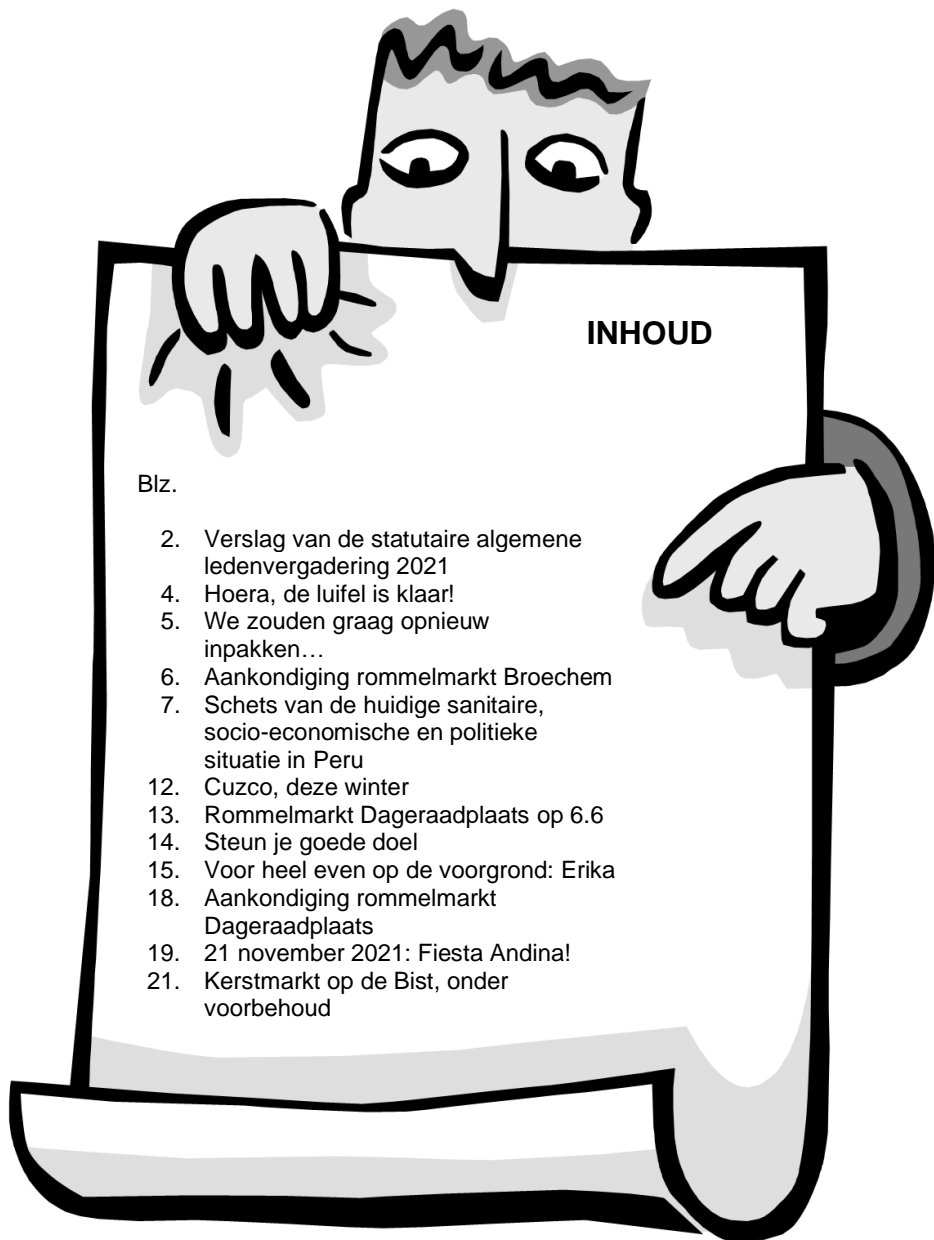 INHOUD
Blz.
2. Verslag van de statutaire algemene
ledenvergadering 2021
4. Hoera, de luifel is klaar!
5. We zouden graag opnieuw
inpakken…
6. Aankondiging rommelmarkt Broechem
7. Schets van de huidige sanitaire,
socio-economische en politieke
situatie in Peru
12. Cuzco, deze winter
13. Rommelmarkt Dageraadplaats op 6.6
14. Steun je goede doel
15. Voor heel even op de voorgrond: Erika
18. Aankondiging rommelmarkt
Dageraadplaats
19. 21 november 2021: Fiesta Andina!
21. Kerstmarkt op de Bist, onder
voorbehoud